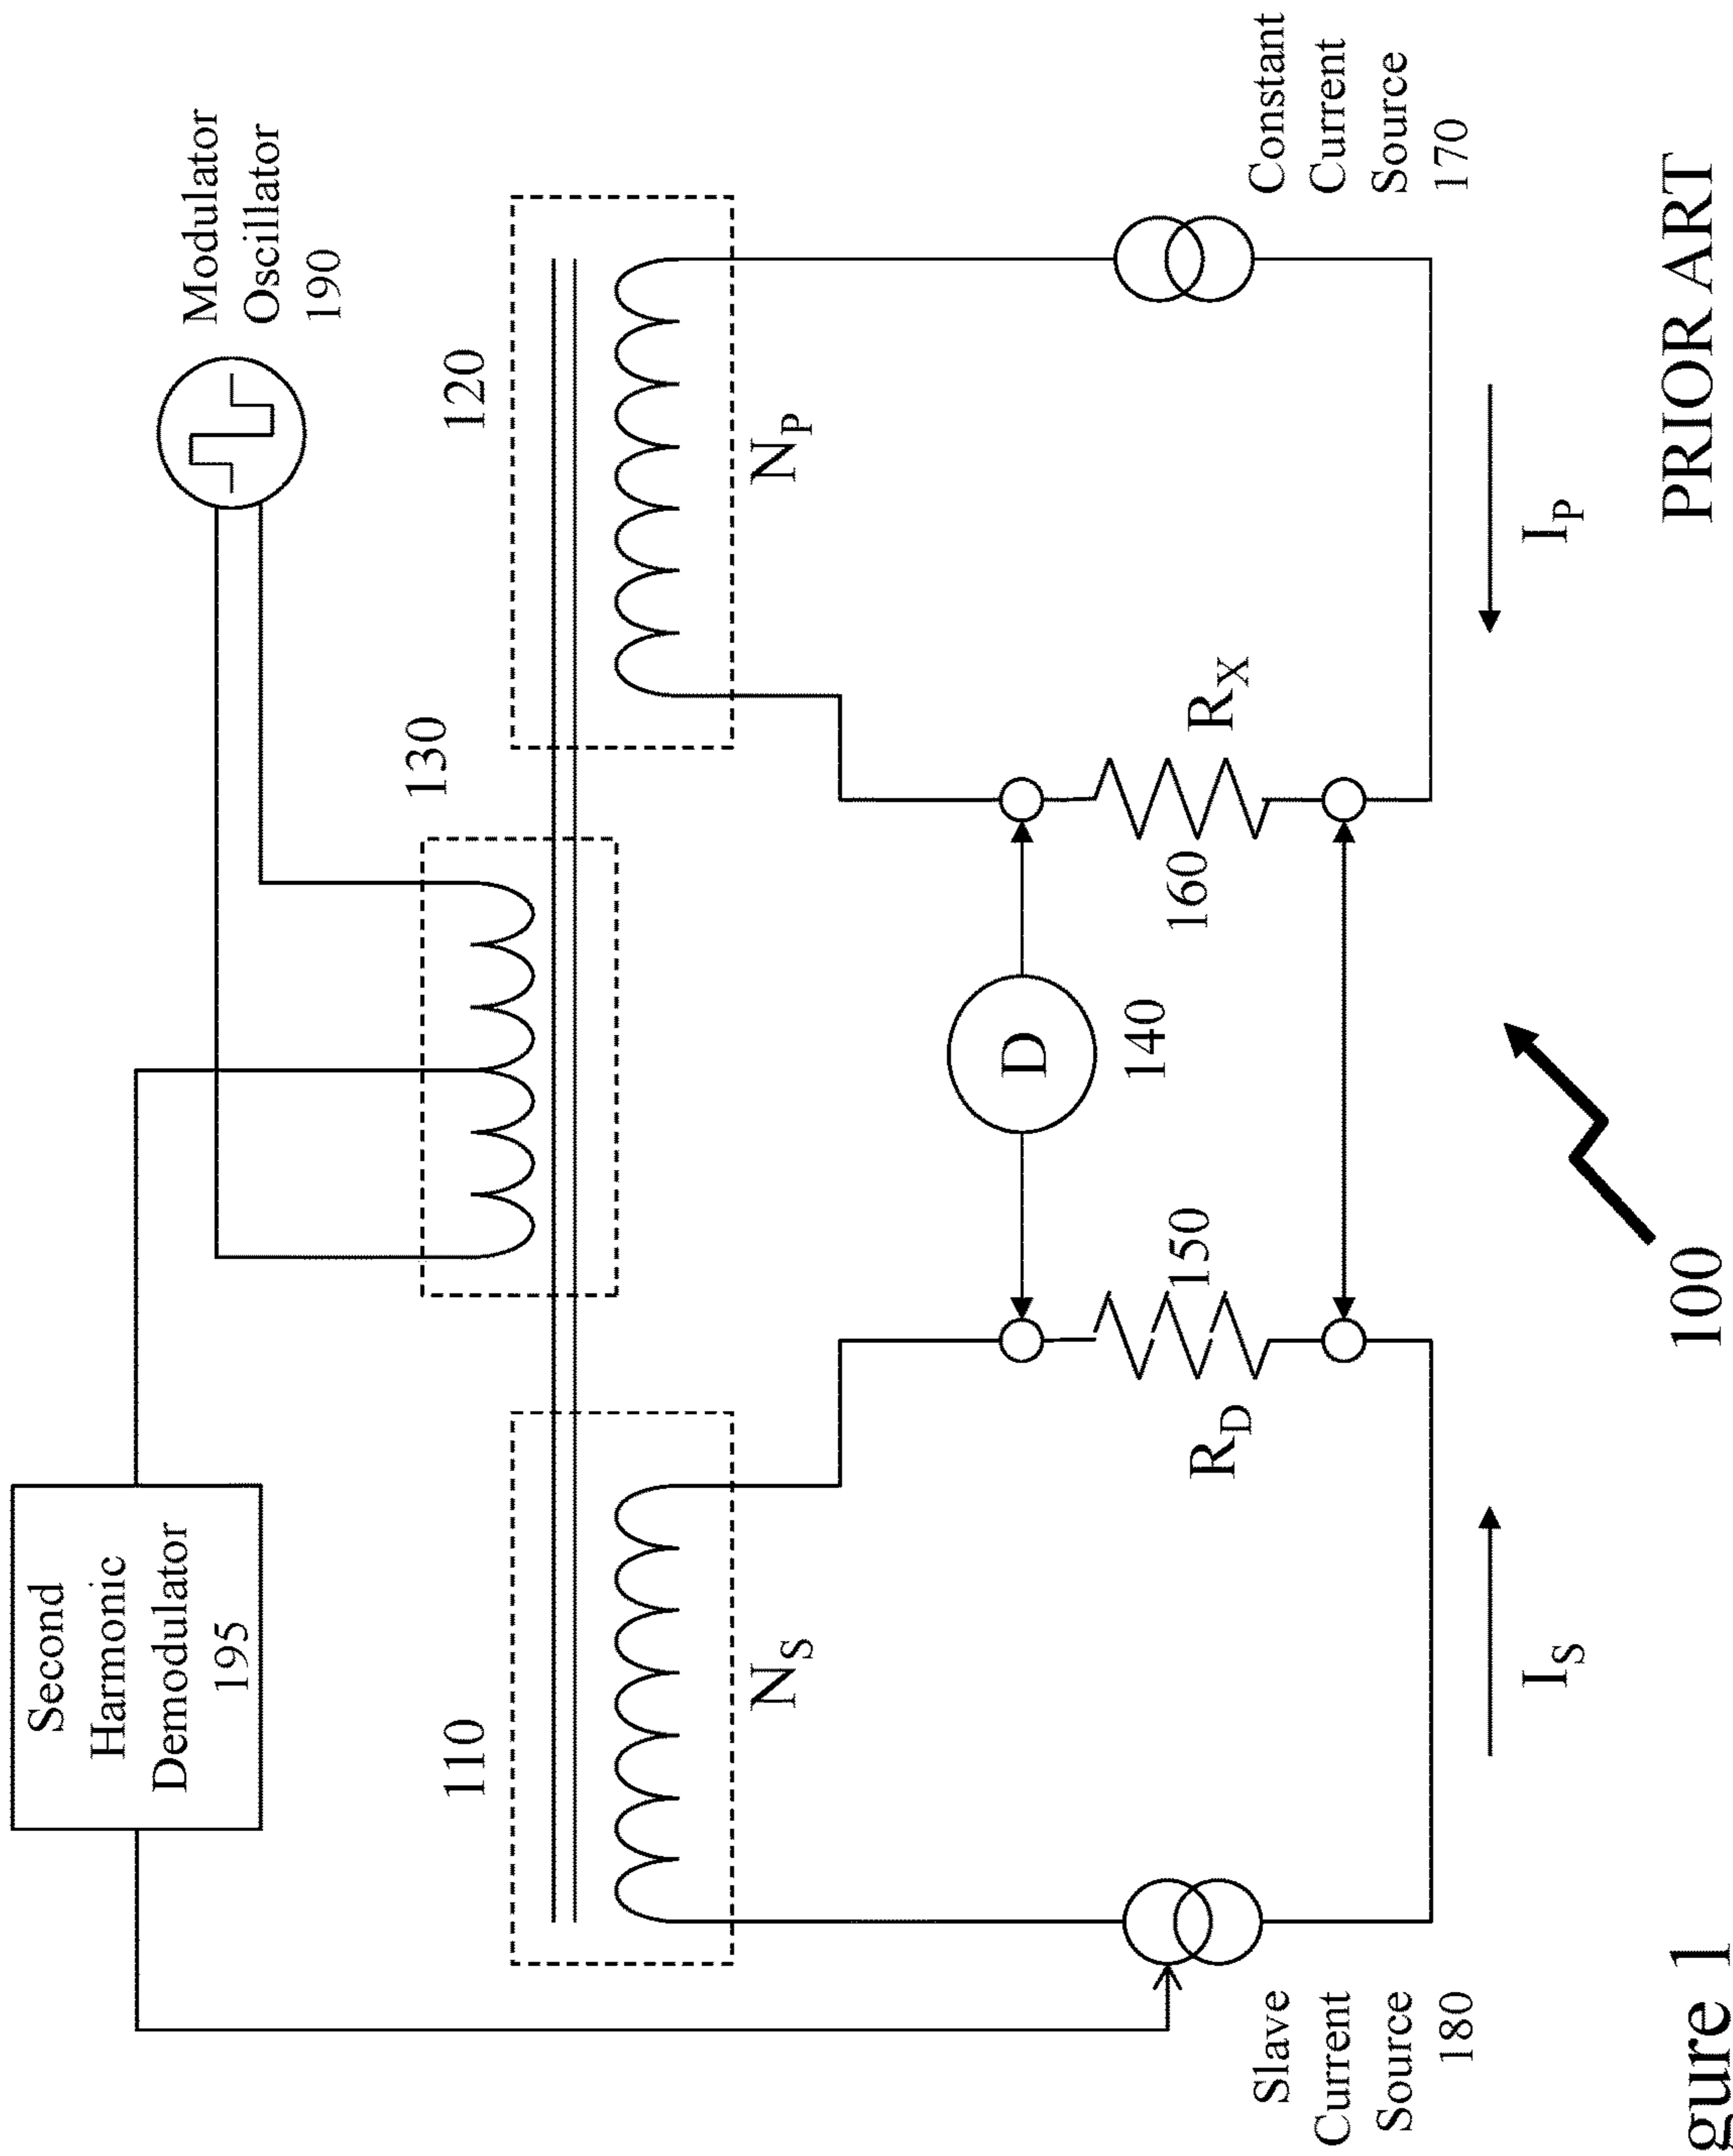 Second
Harmonic
Demodulator
195
Modulator
Oscillator
190
130
110
120
N_S
N_P
D
140
R_D
150
160
R_X
Slave
Current
Source
180
Constant
Current
Source
170
I_S
I_P
100
gure 1
PRIOR ART